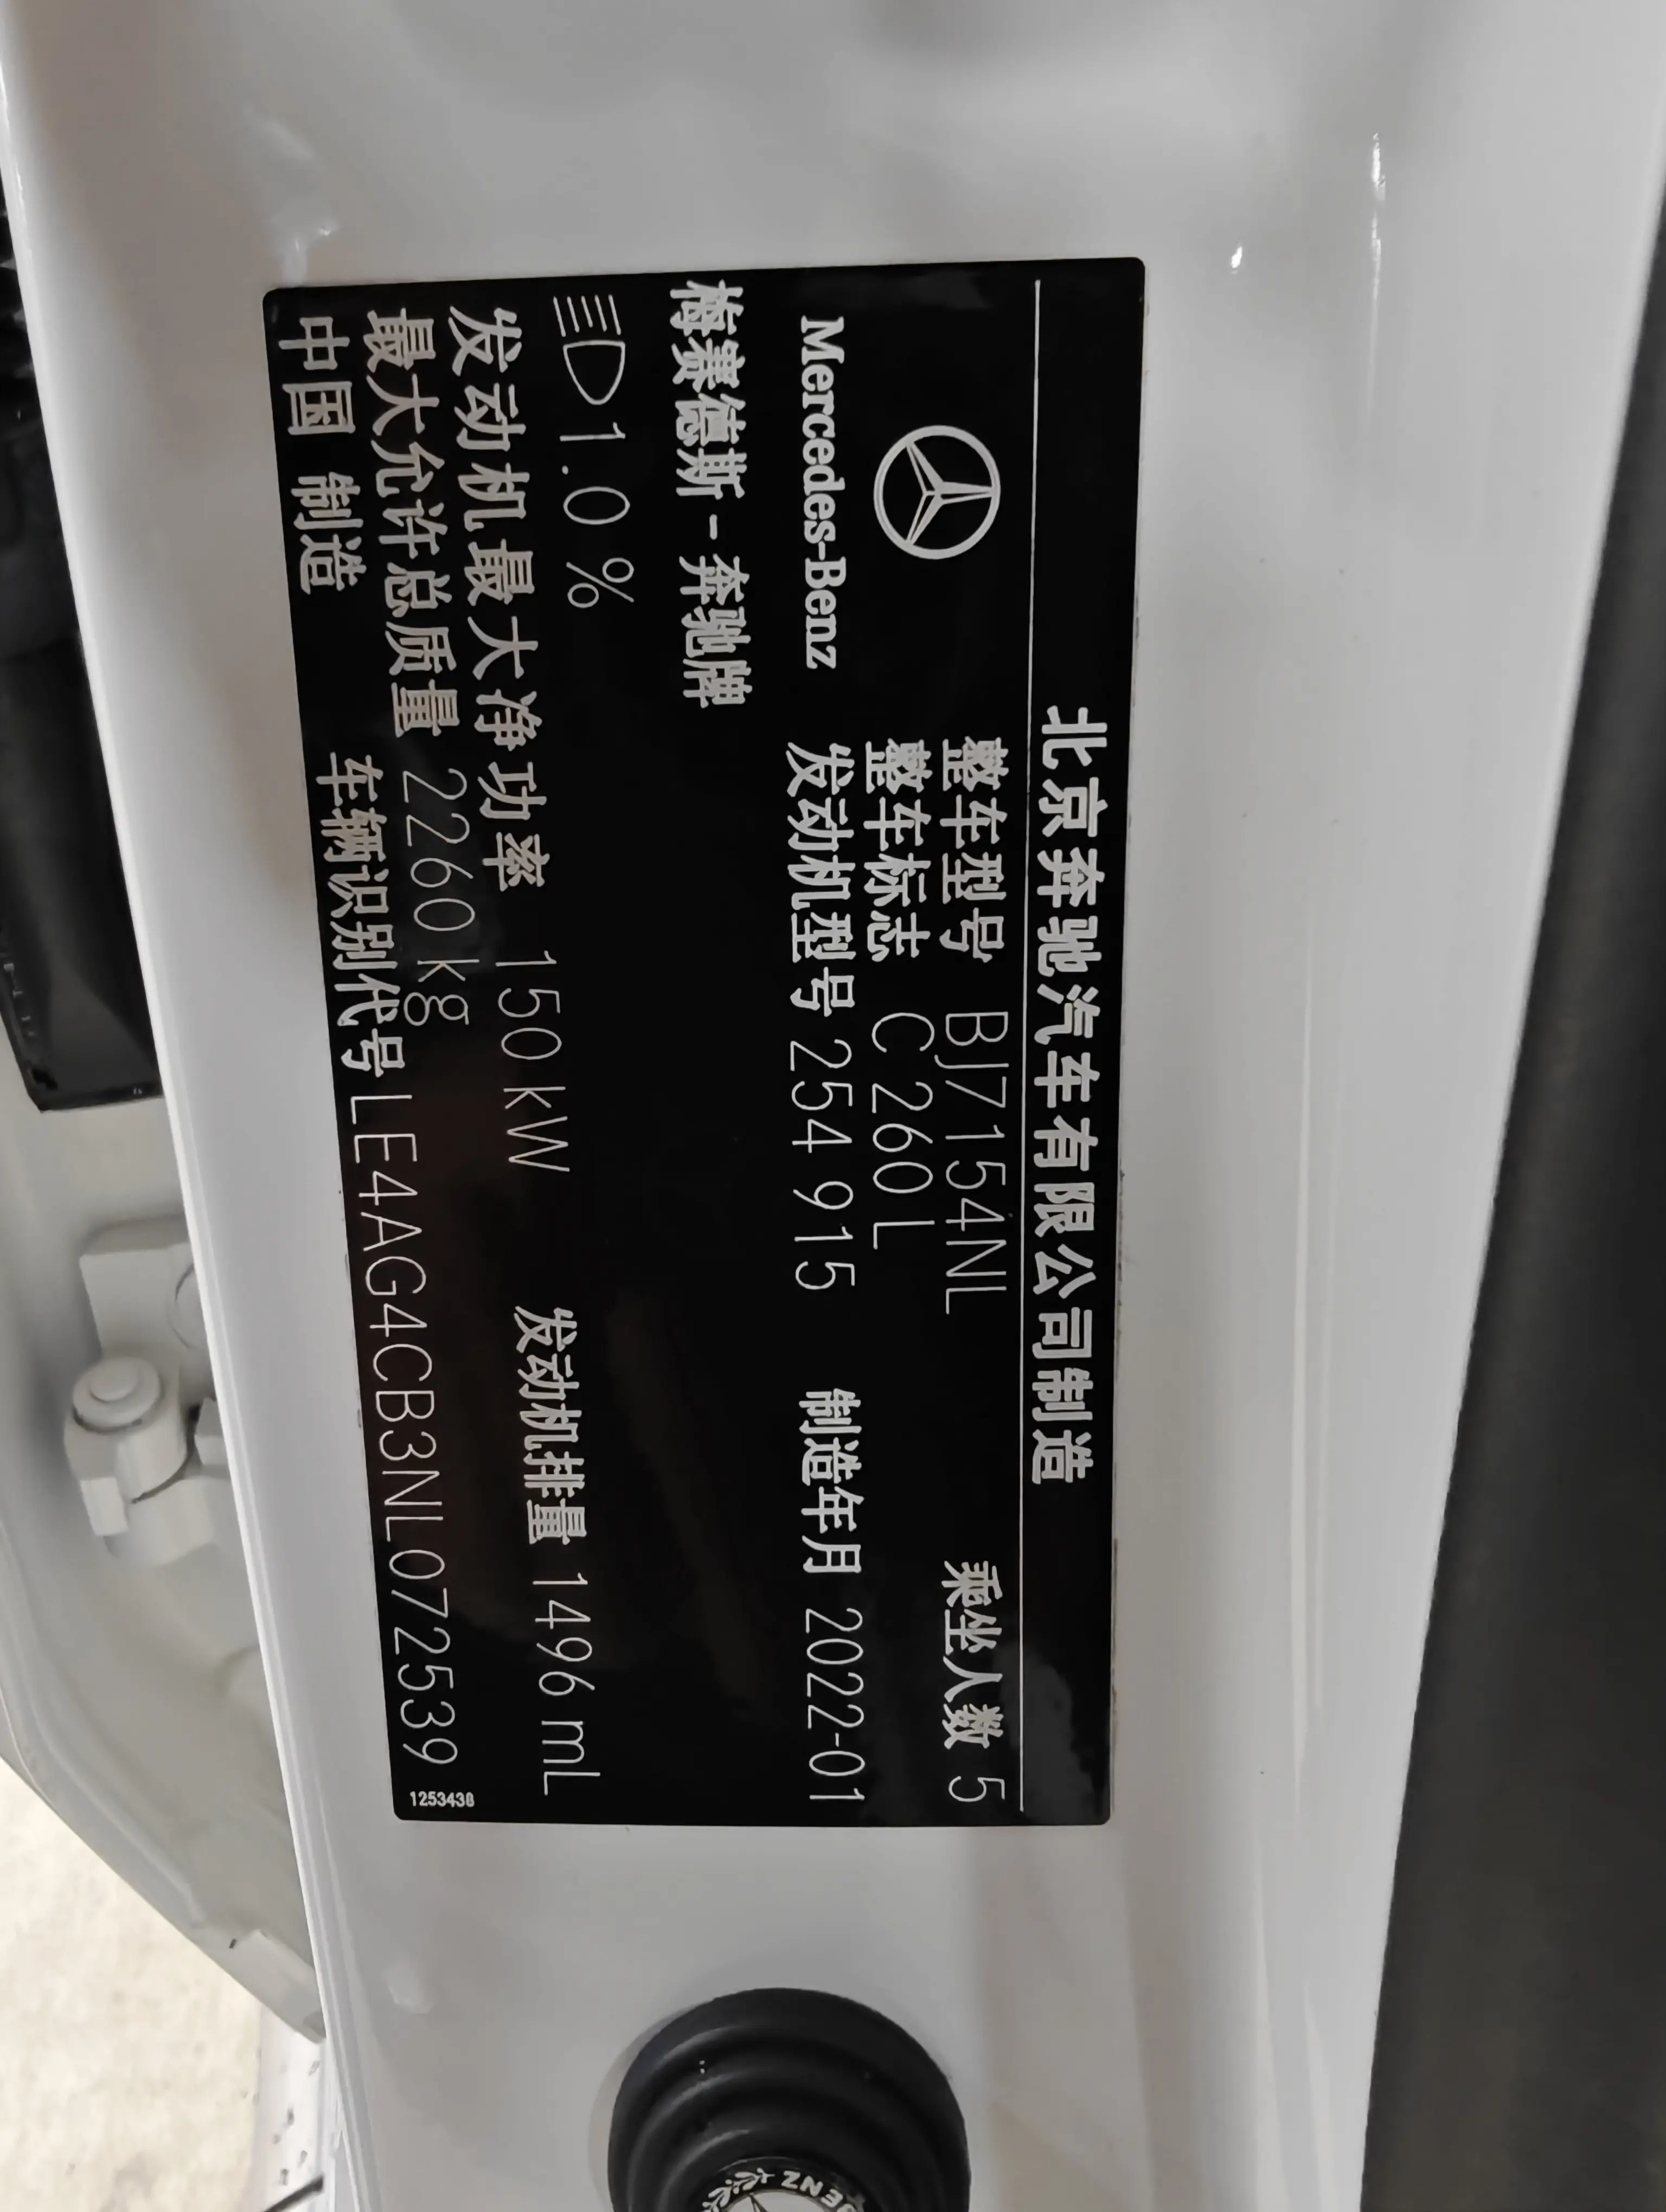 北京奔驰汽车有限公司制造
整车型号 BJ7154NL 乘坐人数 5
整车标志 C 260 L
Mercedes-Benz 发动机型号 254 915 制造年月 2022-01
梅赛德斯-奔驰牌
1.0 %
发动机最大净功率 150 kW 发动机排量 1496 mL
最大允许总质量 2260 kg
中国 制造 车辆识别代号 LE4AG4CB3NL072539
1253438
BENZ